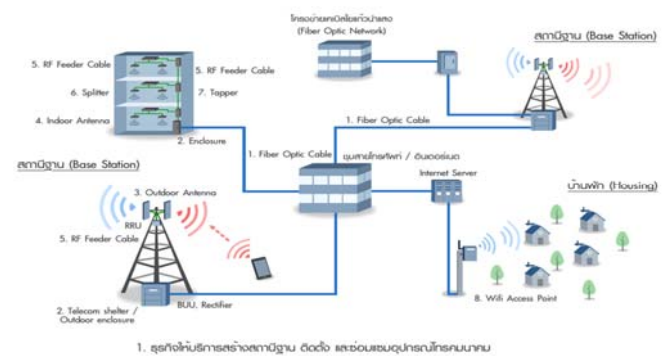 โครงข่ายเคเบิลใยแก้วนำแสง
(Fiber Optic Network)
สถานีฐาน (Base Station)
5. RF Feeder Cable
5. RF Feeder Cable
6. Splitter
7. Tapper
4. Indoor Antenna
2. Enclosure
1. Fiber Optic Cable
1. Fiber Optic Cable
ชุมสายโทรศัพท์ / อินเตอร์เนต
Internet Server
สถานีฐาน (Base Station)
3. Outdoor Antenna
RRU
5. RF Feeder Cable
บ้านพัก (Housing)
2. Telecom shelter /
Outdoor enclosure
BUU, Rectifier
8. Wifi Access Point
1. ธุรกิจให้บริการสร้างสถานีฐาน ติดตั้ง และซ่อมแซมอุปกรณ์โทรคมนาคม